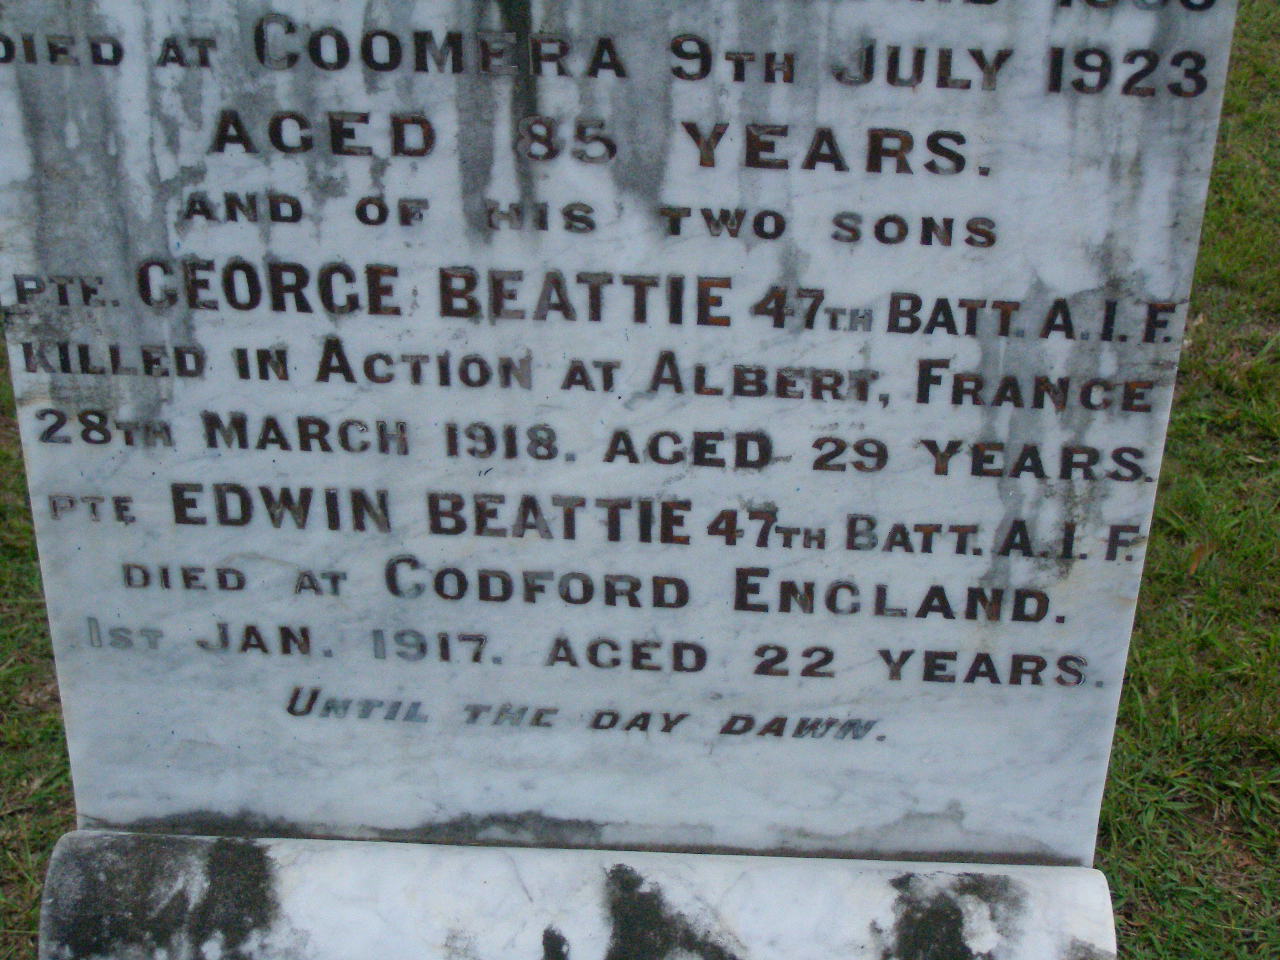 DIED AT COOMERA 9TH JULY 1923
AGED 85 YEARS.
AND OF HIS TWO SONS
PTE. GEORGE BEATTIE 47TH BATT. A.I.F.
KILLED IN ACTION AT ALBERT, FRANCE
28TH MARCH 1918. AGED 29 YEARS.
PTE EDWIN BEATTIE 47TH BATT. A.I.F.
DIED AT CODFORD ENGLAND.
1ST JAN. 1917. AGED 22 YEARS.
UNTIL THE DAY DAWN.